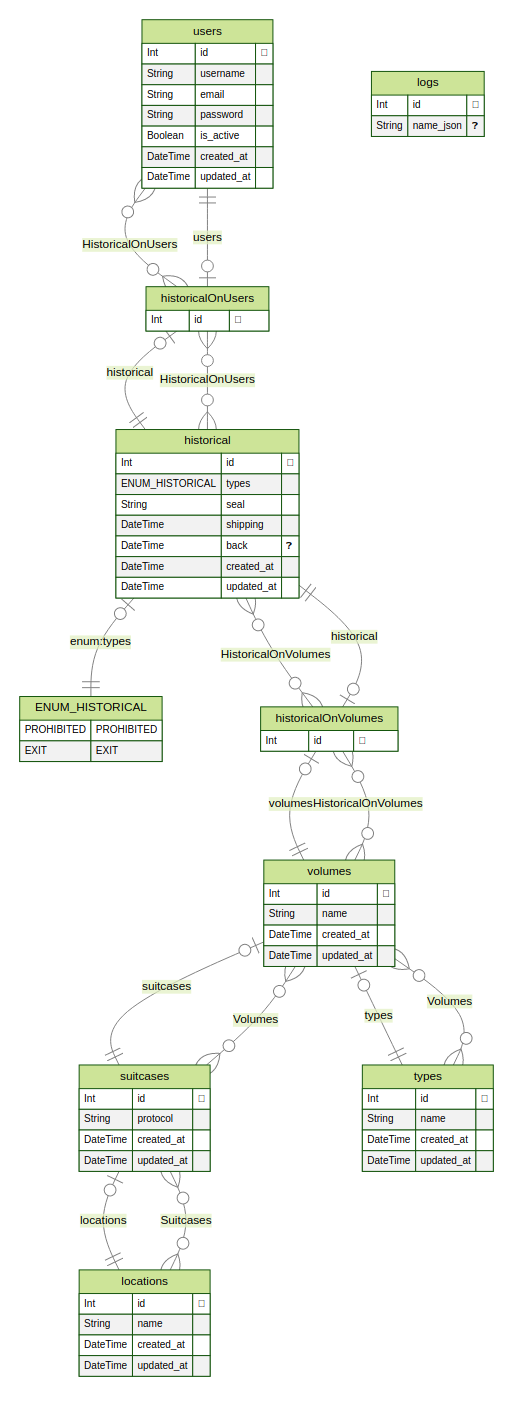 users
Int id
String username
String email
String password
Boolean is_active
DateTime created_at
DateTime updated_at
logs
Int id
String name_json ?
HistoricalOnUsers
users
historicalOnUsers
Int id
historical
HistoricalOnUsers
historical
Int id
ENUM_HISTORICAL types
String seal
DateTime shipping
DateTime back ?
DateTime created_at
DateTime updated_at
enum:types
HistoricalOnVolumes
historical
ENUM_HISTORICAL
PROHIBITED PROHIBITED
EXIT EXIT
historicalOnVolumes
Int id
volumes
HistoricalOnVolumes
volumes
Int id
String name
DateTime created_at
DateTime updated_at
suitcases
Volumes
types
Volumes
suitcases
Int id
String protocol
DateTime created_at
DateTime updated_at
types
Int id
String name
DateTime created_at
DateTime updated_at
locations
Suitcases
locations
Int id
String name
DateTime created_at
DateTime updated_at